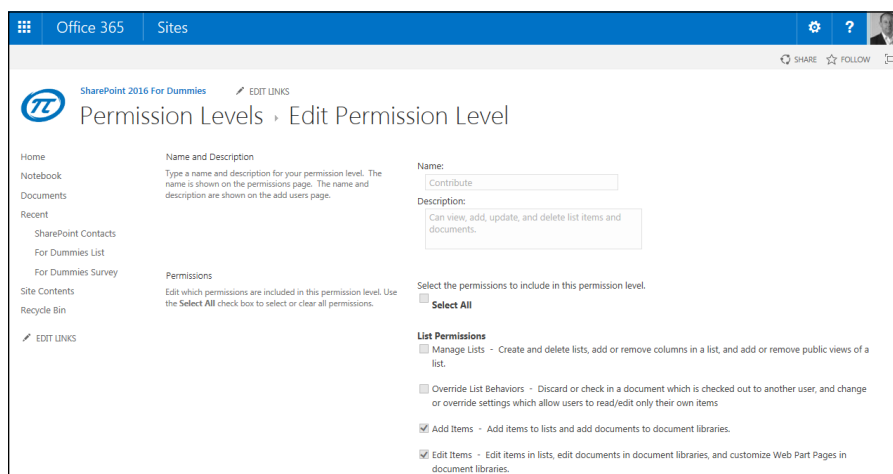 Office 365 Sites ?
SHARE FOLLOW
SharePoint 2016 For Dummies EDIT LINKS
π
Permission Levels › Edit Permission Level
Home
Notebook
Documents
Recent
SharePoint Contacts
For Dummies List
For Dummies Survey
Site Contents
Recycle Bin
EDIT LINKS
Name and Description
Type a name and description for your permission level. The
name is shown on the permissions page. The name and
description are shown on the add users page.
Name:
Contribute
Description:
Can view, add, update, and delete list items and
documents.
Permissions
Edit which permissions are included in this permission level. Use
the Select All check box to select or clear all permissions.
Select the permissions to include in this permission level.
Select All
List Permissions
Manage Lists - Create and delete lists, add or remove columns in a list, and add or remove public views of a
list.
Override List Behaviors - Discard or check in a document which is checked out to another user, and change
or override settings which allow users to read/edit only their own items
Add Items - Add items to lists and add documents to document libraries.
Edit Items - Edit items in lists, edit documents in document libraries, and customize Web Part Pages in
document libraries.